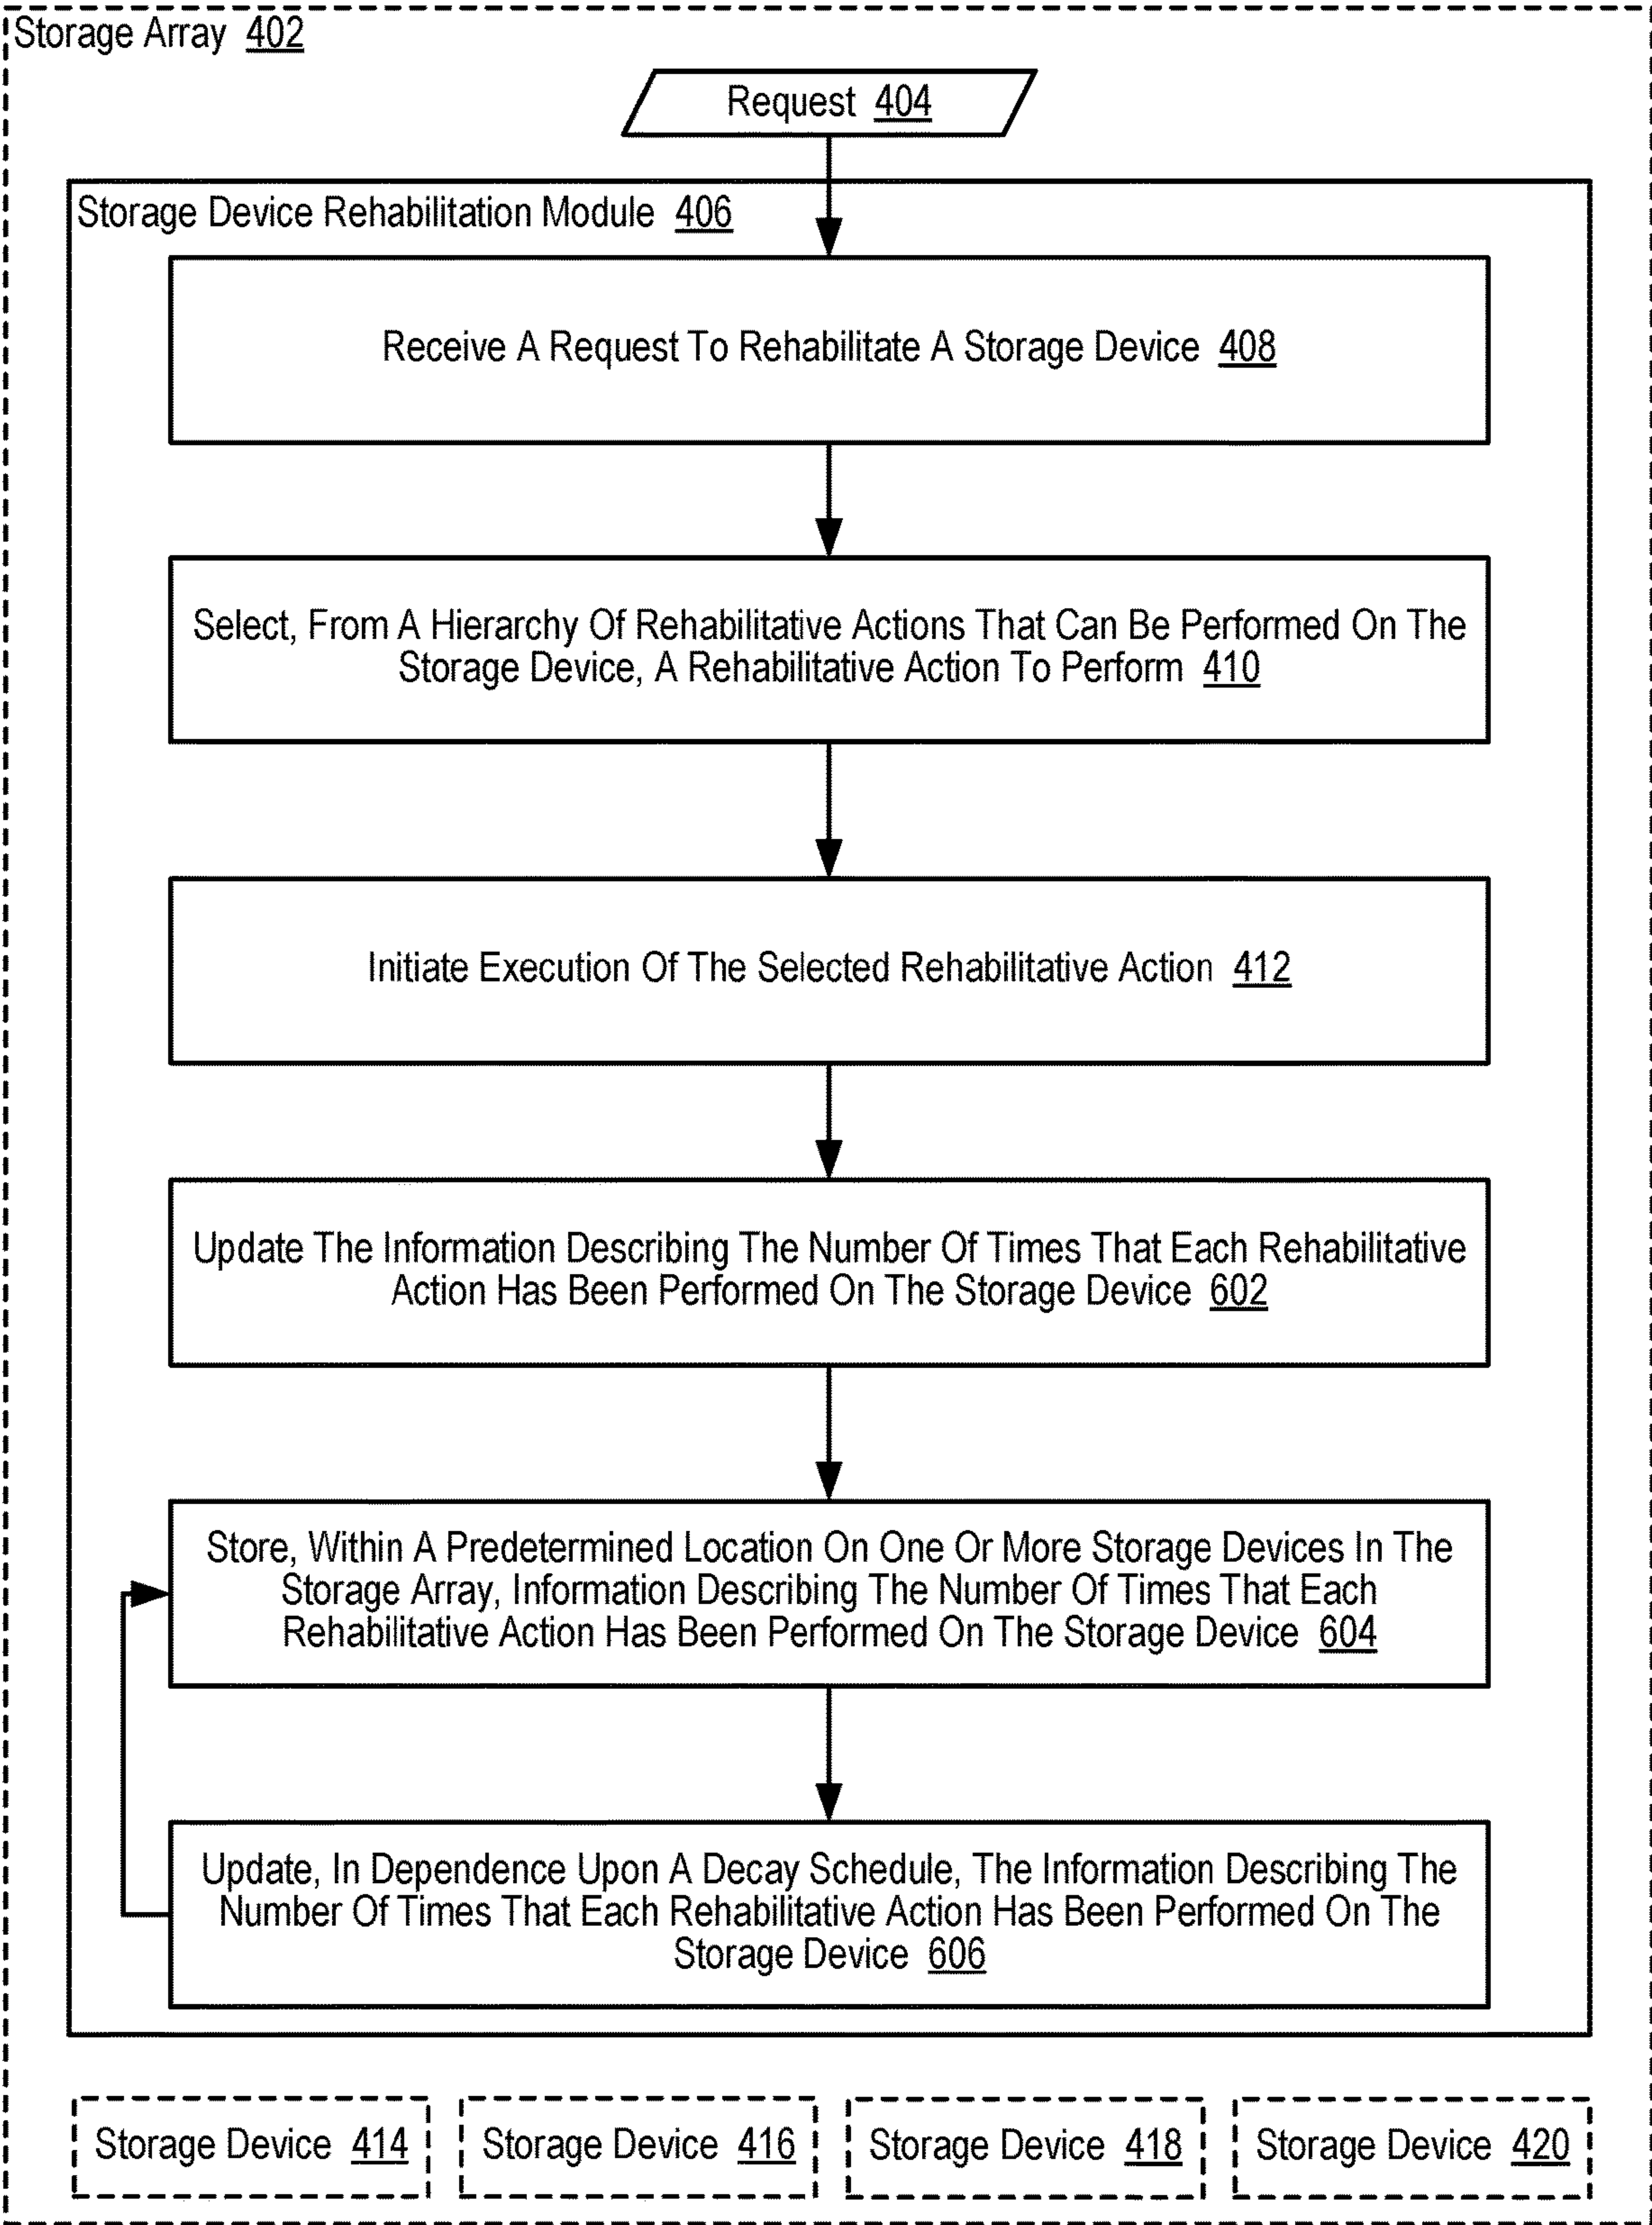 Storage Array 402
Request 404
Storage Device Rehabilitation Module 406
Receive A Request To Rehabilitate A Storage Device 408
Select, From A Hierarchy Of Rehabilitative Actions That Can Be Performed On The
Storage Device, A Rehabilitative Action To Perform 410
Initiate Execution Of The Selected Rehabilitative Action 412
Update The Information Describing The Number Of Times That Each Rehabilitative
Action Has Been Performed On The Storage Device 602
Store, Within A Predetermined Location On One Or More Storage Devices In The
Storage Array, Information Describing The Number Of Times That Each
Rehabilitative Action Has Been Performed On The Storage Device 604
Update, In Dependence Upon A Decay Schedule, The Information Describing The
Number Of Times That Each Rehabilitative Action Has Been Performed On The
Storage Device 606
Storage Device 414
Storage Device 416
Storage Device 418
Storage Device 420